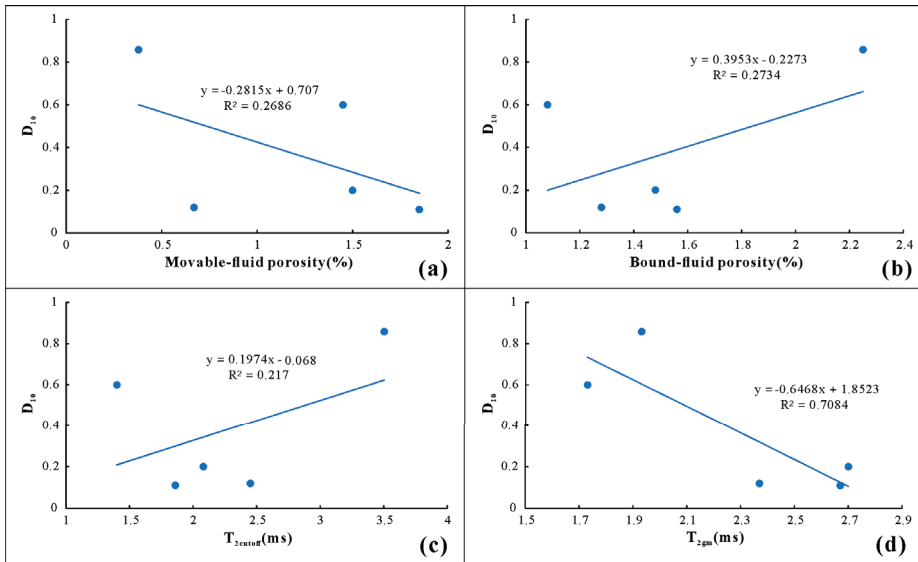 1
0.8
0.6
0.4
0.2
0
D₁₀
y = -0.2815x + 0.707
R² = 0.2686
0 0.5 1 1.5 2
Movable-fluid porosity(%)
(a)
1
0.8
0.6
0.4
0.2
0
D₁₀
y = 0.3953x - 0.2273
R² = 0.2734
1 1.2 1.4 1.6 1.8 2 2.2 2.4
Bound-fluid porosity(%)
(b)
1
0.8
0.6
0.4
0.2
0
D₁₀
y = 0.1974x - 0.068
R² = 0.217
1 1.5 2 2.5 3 3.5 4
T2cutoff(ms)
(c)
1
0.8
0.6
0.4
0.2
0
D₁₀
y = -0.6468x + 1.8523
R² = 0.7084
1.5 1.7 1.9 2.1 2.3 2.5 2.7 2.9
T2gm(ms)
(d)